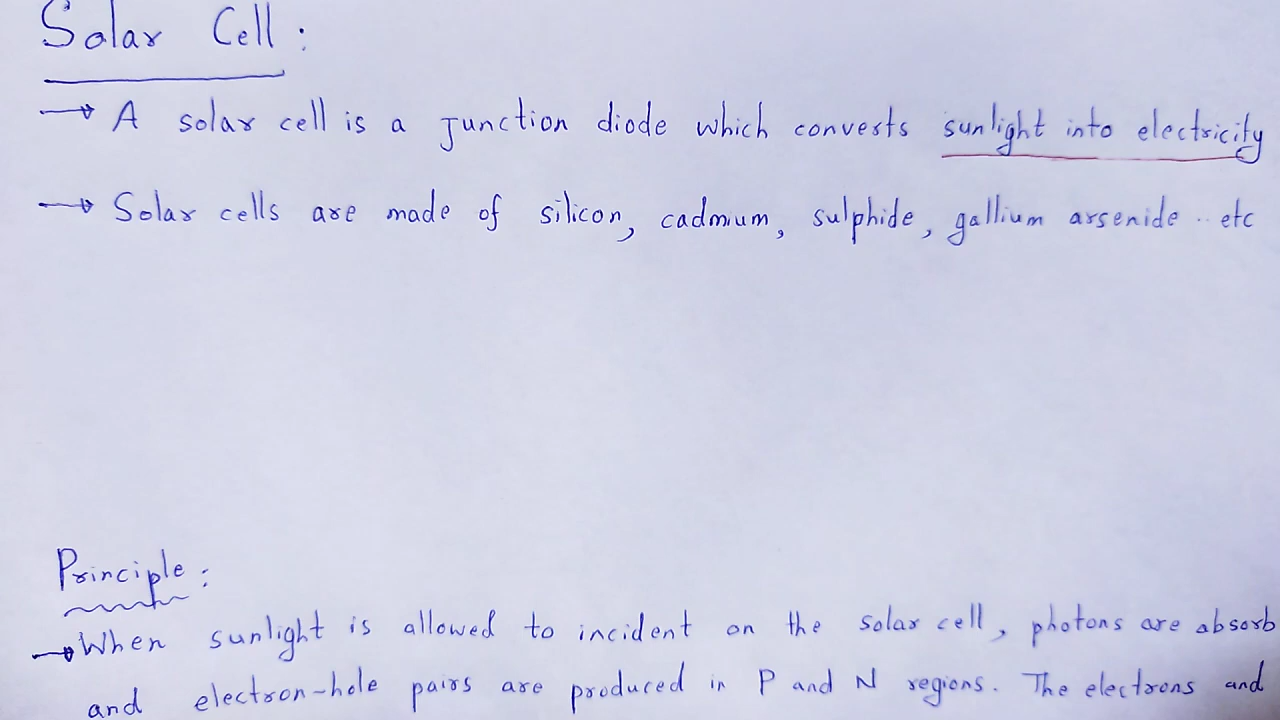 Solar Cell :
→ A solar cell is a Junction diode which converts sunlight into electricity
→ Solar cells are made of silicon, cadmium, sulphide, gallium arsenide .. etc
Principle :
→ When sunlight is allowed to incident on the solar cell, photons are absorb
and electron-hole pairs are produced in P and N regions. The electrons and